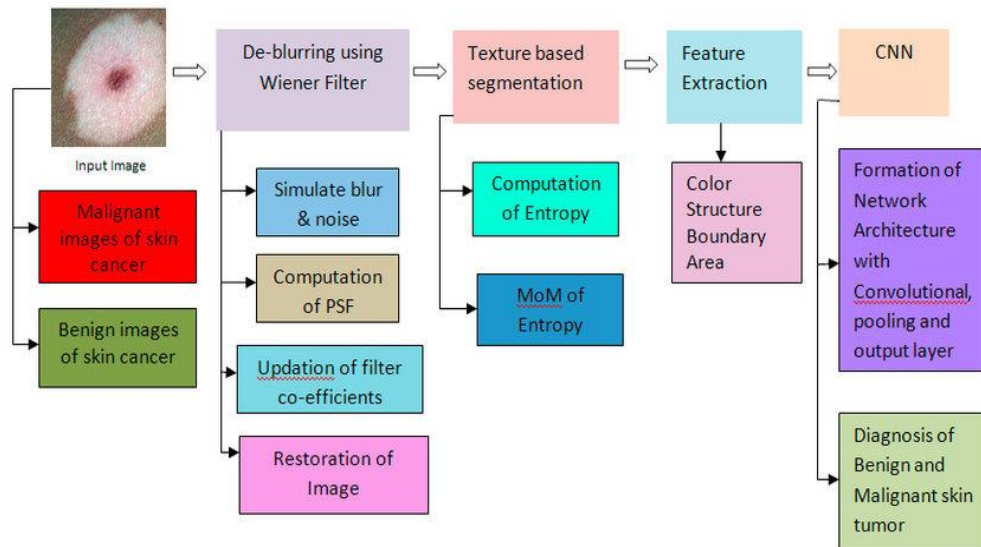 Input Image
Malignant
images of skin
cancer
Benign images
of skin cancer
De-blurring using
Wiener Filter
Simulate blur
& noise
Computation
of PSF
Updation of filter
co-efficients
Restoration of
Image
Texture based
segmentation
Computation
of Entropy
MoM of
Entropy
Feature
Extraction
Color
Structure
Boundary
Area
CNN
Formation of
Network
Architecture
with
Convolutional,
pooling and
output layer
Diagnosis of
Benign and
Malignant skin
tumor